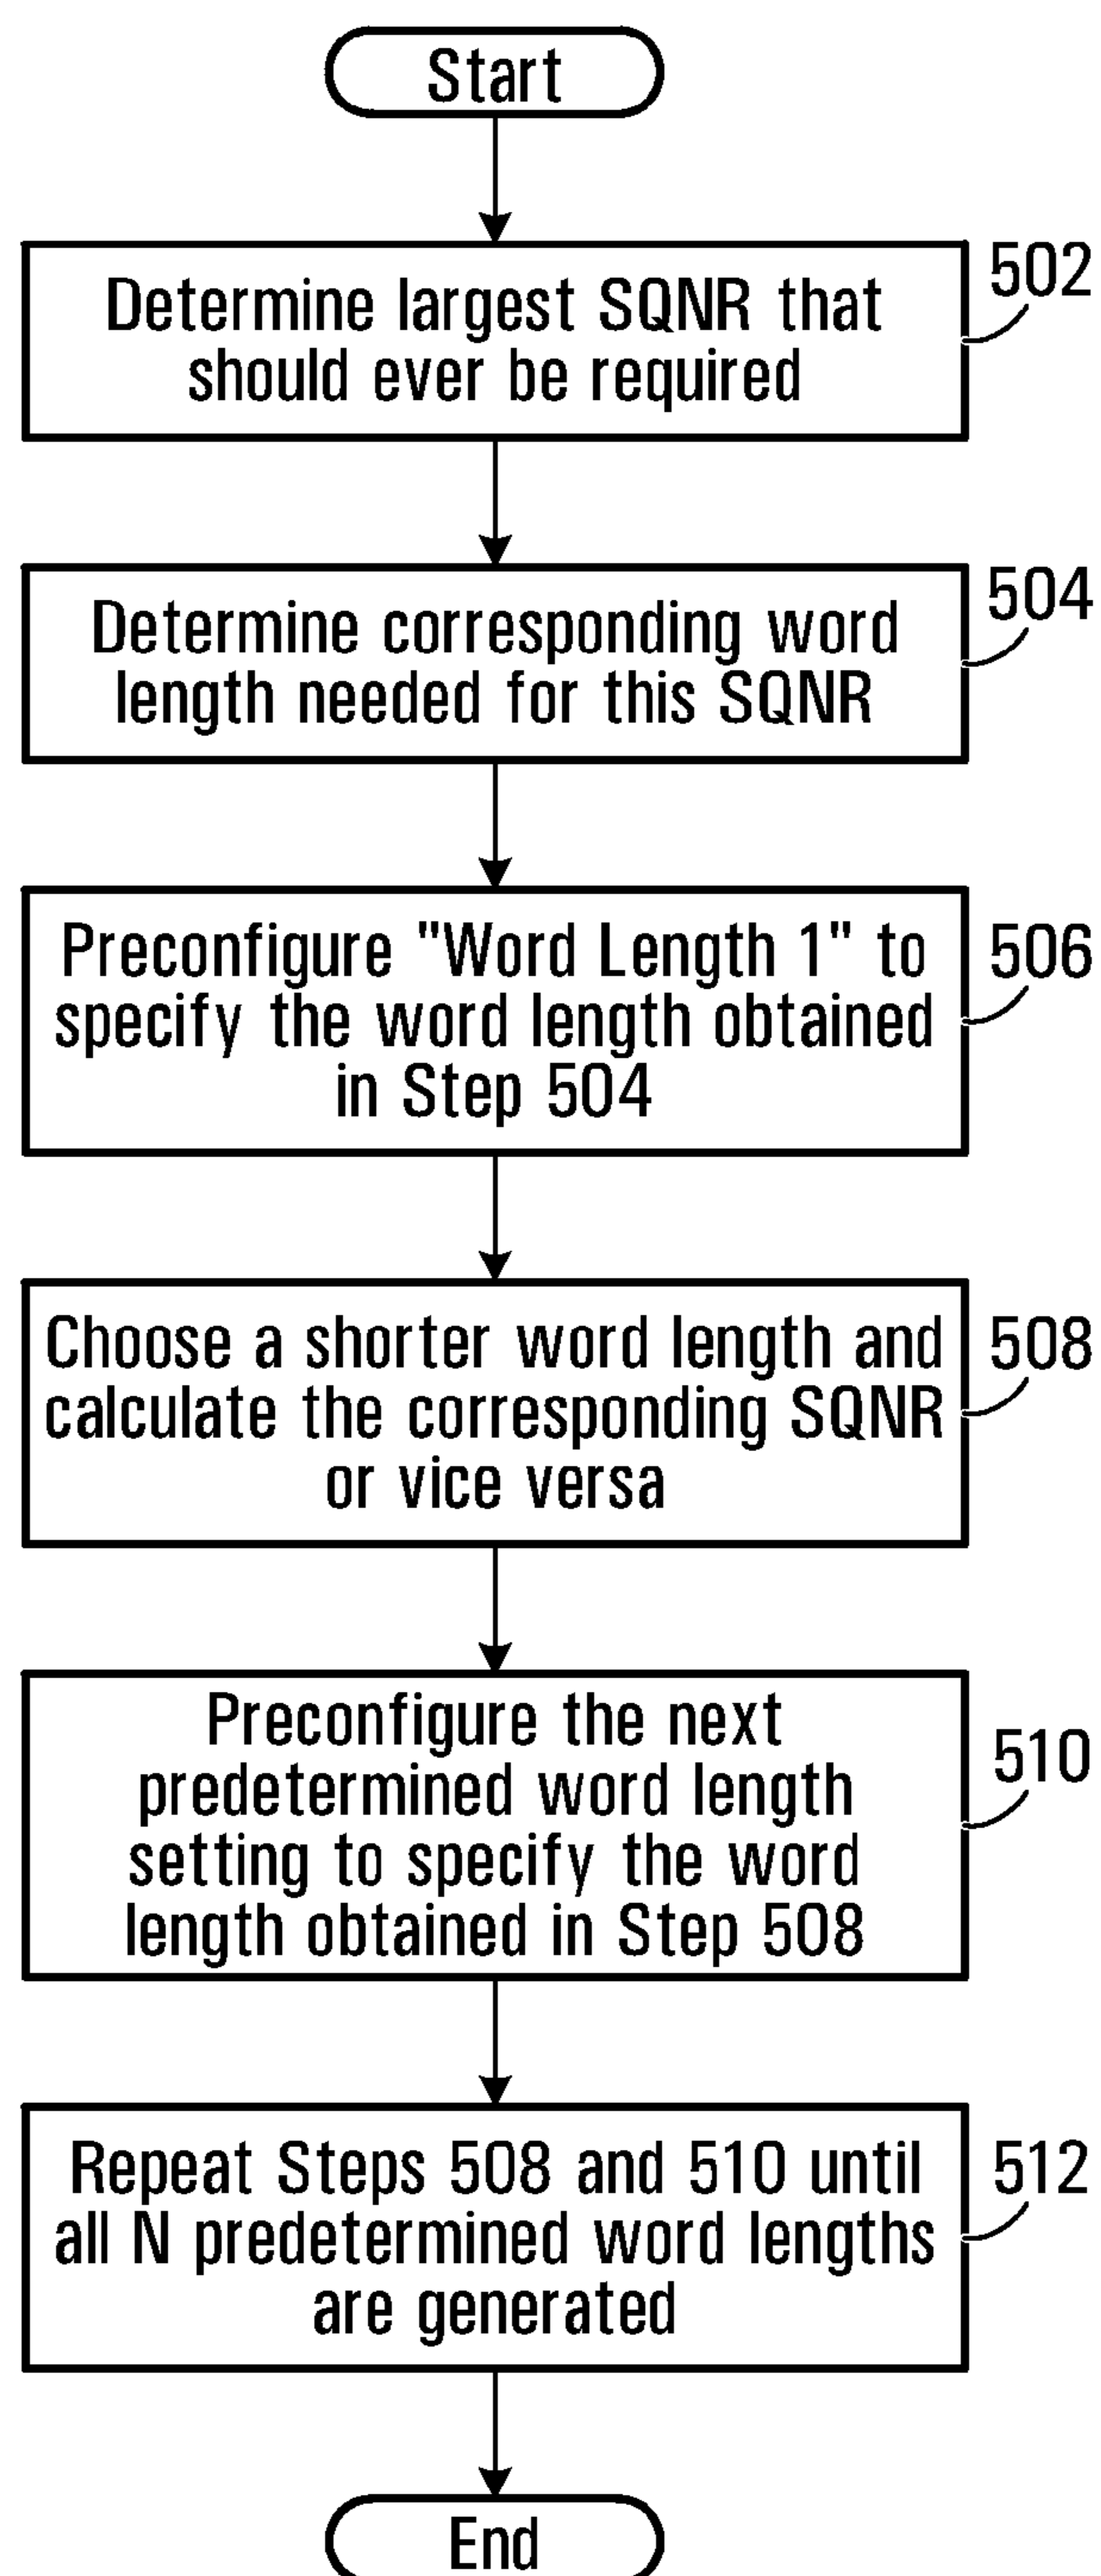 Start
Determine largest SQNR that
should ever be required
502
Determine corresponding word
length needed for this SQNR
504
Preconfigure "Word Length 1" to
specify the word length obtained
in Step 504
506
Choose a shorter word length and
calculate the corresponding SQNR
or vice versa
508
Preconfigure the next
predetermined word length
setting to specify the word
length obtained in Step 508
510
Repeat Steps 508 and 510 until
all N predetermined word lengths
are generated
512
End